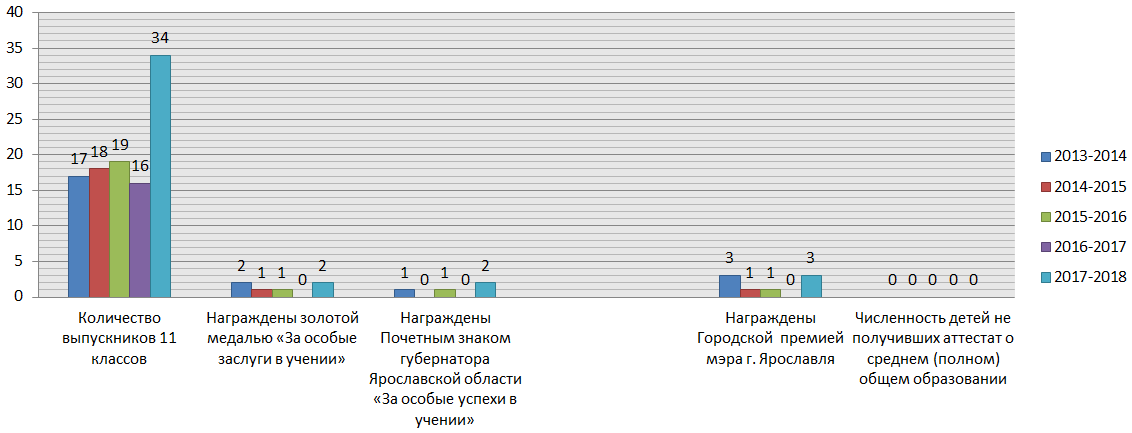 40
35
30
25
20
15
10
5
0
17
18
19
16
34
2
1
1
0
2
1
0
1
0
2
3
1
1
0
3
0
0
0
0
0
Количество
выпускников 11
классов
Награждены золотой
медалью «За особые
заслуги в учении»
Награждены
Почетным знаком
губернатора
Ярославской области
«За особые успехи в
учении»
Награждены
Городской премией
мэра г. Ярославля
Численность детей не
получивших аттестат о
среднем (полном)
общем образовании
2013-2014
2014-2015
2015-2016
2016-2017
2017-2018